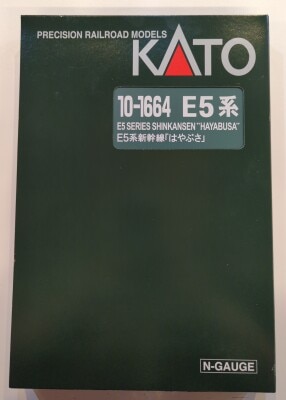 PRECISION RAILROAD MODELS
KATO
10-1664 E5系
E5 SERIES SHINKANSEN "HAYABUSA"
E5系新幹線「はやぶさ」
N-GAUGE